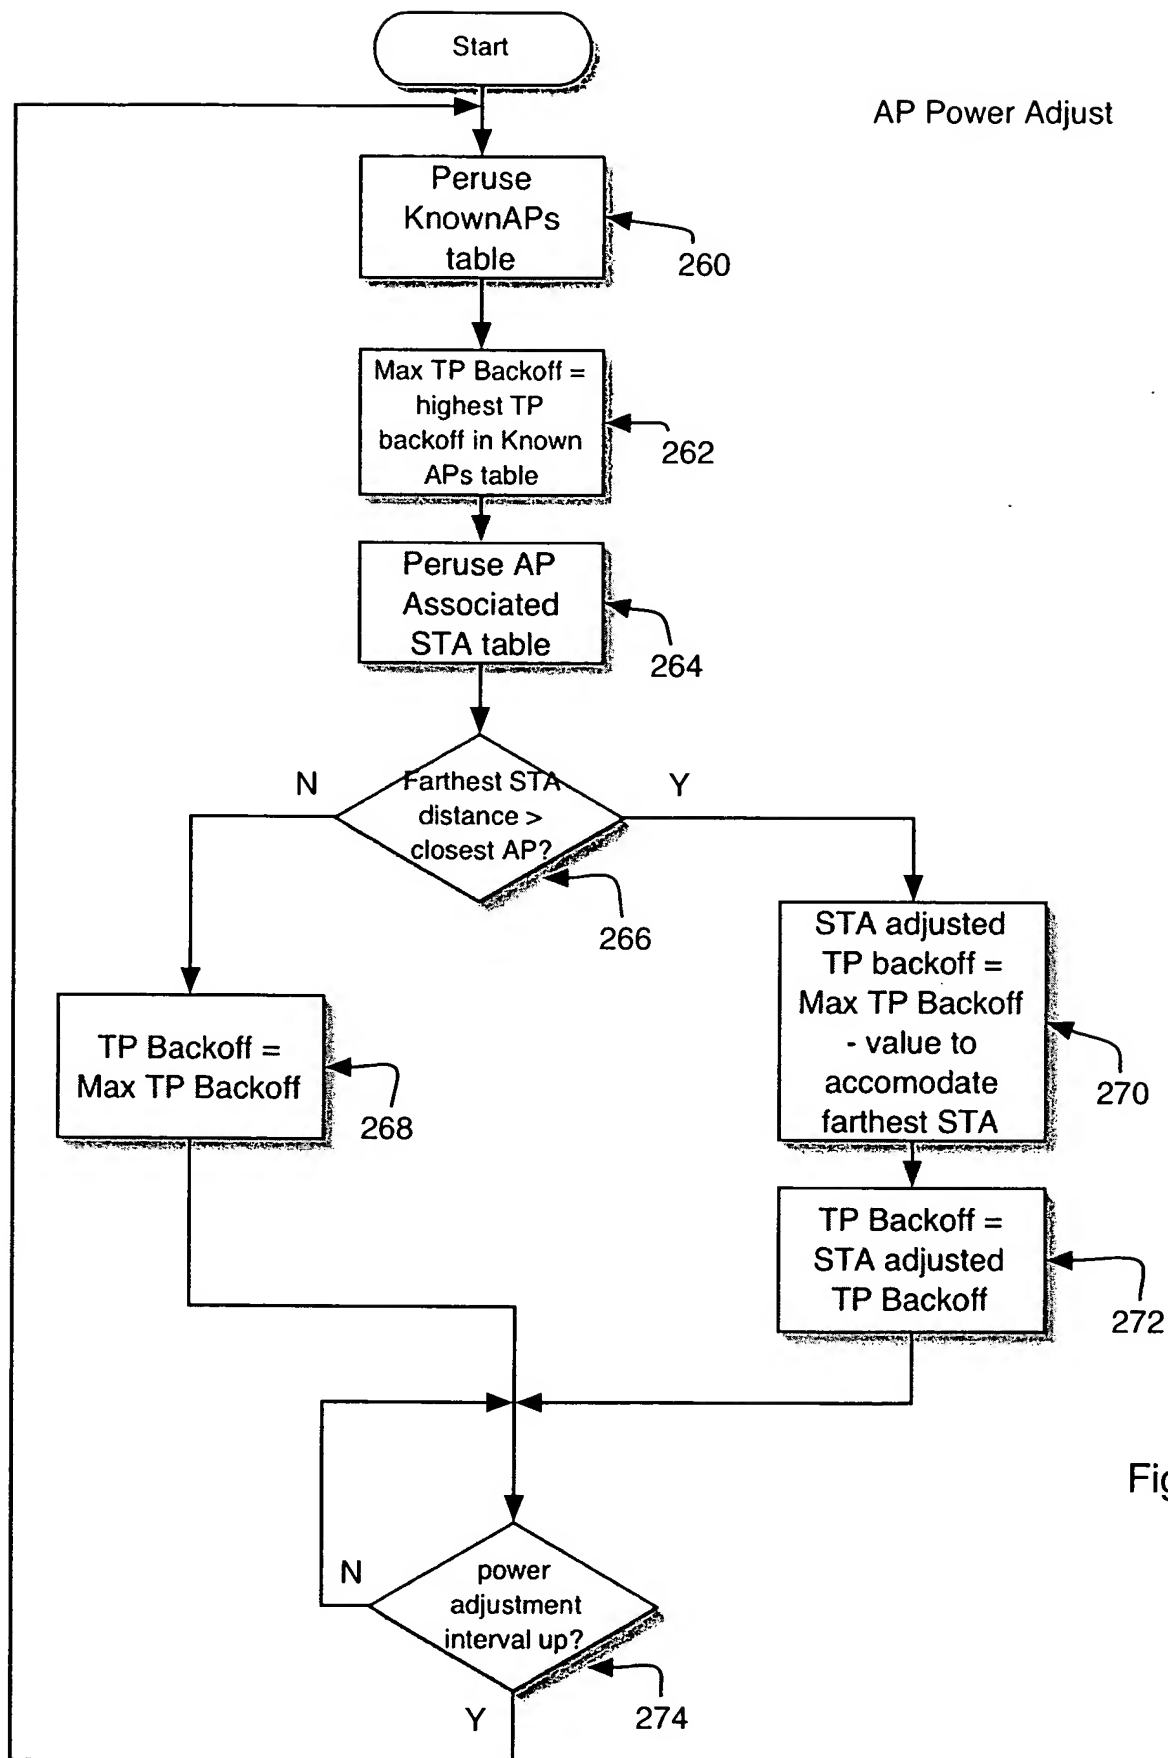 Start
AP Power Adjust
Peruse
KnownAPs
table
260
Max TP Backoff =
highest TP
backoff in Known
APs table
262
Peruse AP
Associated
STA table
264
N
Farthest STA
distance >
closest AP?
Y
266
STA adjusted
TP backoff =
Max TP Backoff
- value to
accomodate
farthest STA
270
TP Backoff =
Max TP Backoff
268
TP Backoff =
STA adjusted
TP Backoff
272
Fig
N
power
adjustment
interval up?
Y
274